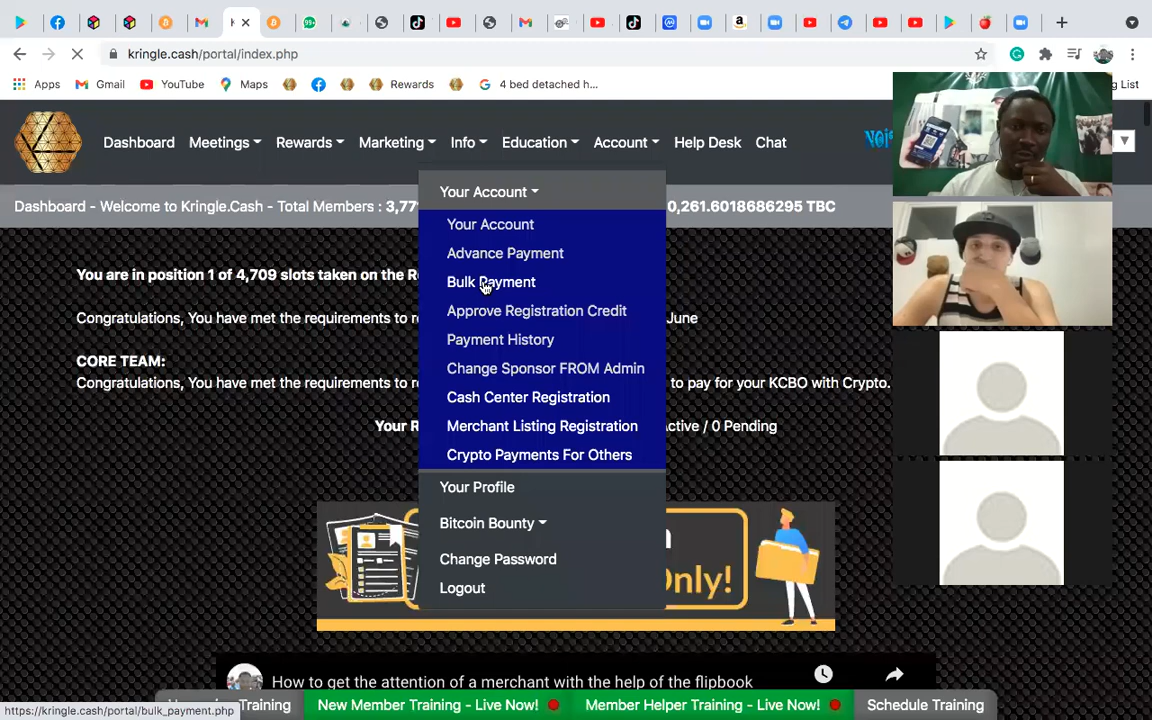 kringle.cash/portal/index.php
Apps Gmail YouTube Maps Rewards 4 bed detached h...
Dashboard Meetings Rewards Marketing Info Education Account Help Desk Chat
Dashboard - Welcome to Kringle.Cash - Total Members : 3,77
0,261.6018686295 TBC
You are in position 1 of 4,709 slots taken on the R
Congratulations, You have met the requirements to r
June
CORE TEAM:
Congratulations, You have met the requirements to r
to pay for your KCBO with Crypto.
Your R
Active / 0 Pending
Your Account
Your Account
Advance Payment
Bulk Payment
Approve Registration Credit
Payment History
Change Sponsor FROM Admin
Cash Center Registration
Merchant Listing Registration
Crypto Payments For Others
Your Profile
Bitcoin Bounty
Change Password
Logout
Only!
How to get the attention of a merchant with the help of the flipbook
Training New Member Training - Live Now! Member Helper Training - Live Now! Schedule Training
https://kringle.cash/portal/bulk_payment.php